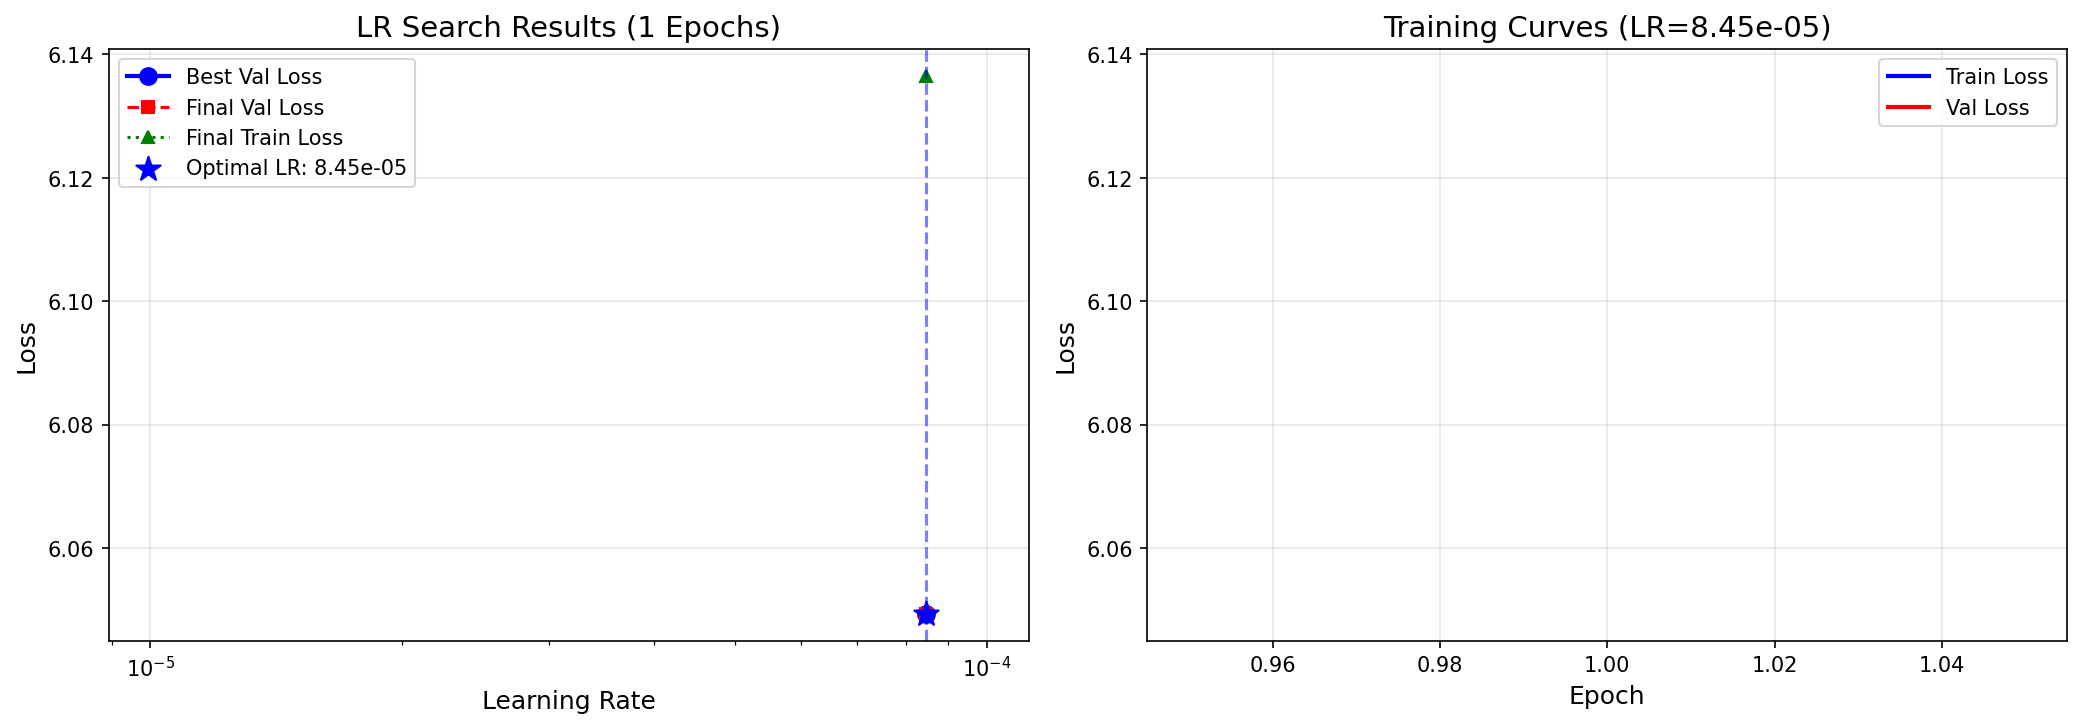 LR Search Results (1 Epochs)
Best Val Loss
Final Val Loss
Final Train Loss
Optimal LR: 8.45e-05
6.14
6.12
6.10
6.08
6.06
Loss
10⁻⁵
10⁻⁴
Learning Rate
Training Curves (LR=8.45e-05)
Train Loss
Val Loss
6.14
6.12
6.10
6.08
6.06
Loss
0.96
0.98
1.00
1.02
1.04
Epoch